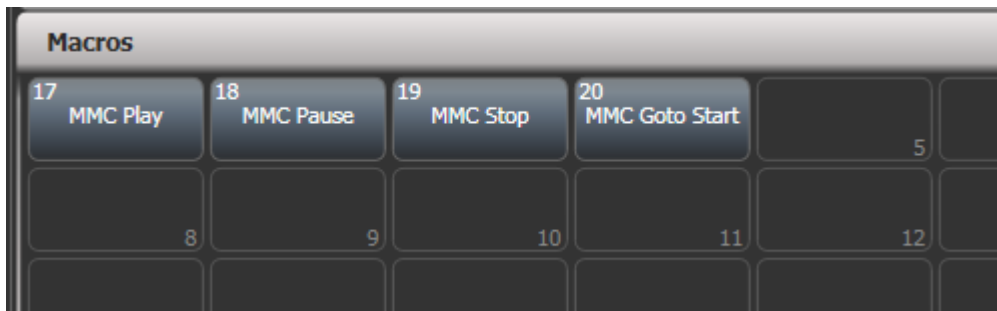 Macros
17 MMC Play
18 MMC Pause
19 MMC Stop
20 MMC Goto Start
5
8
9
10
11
12